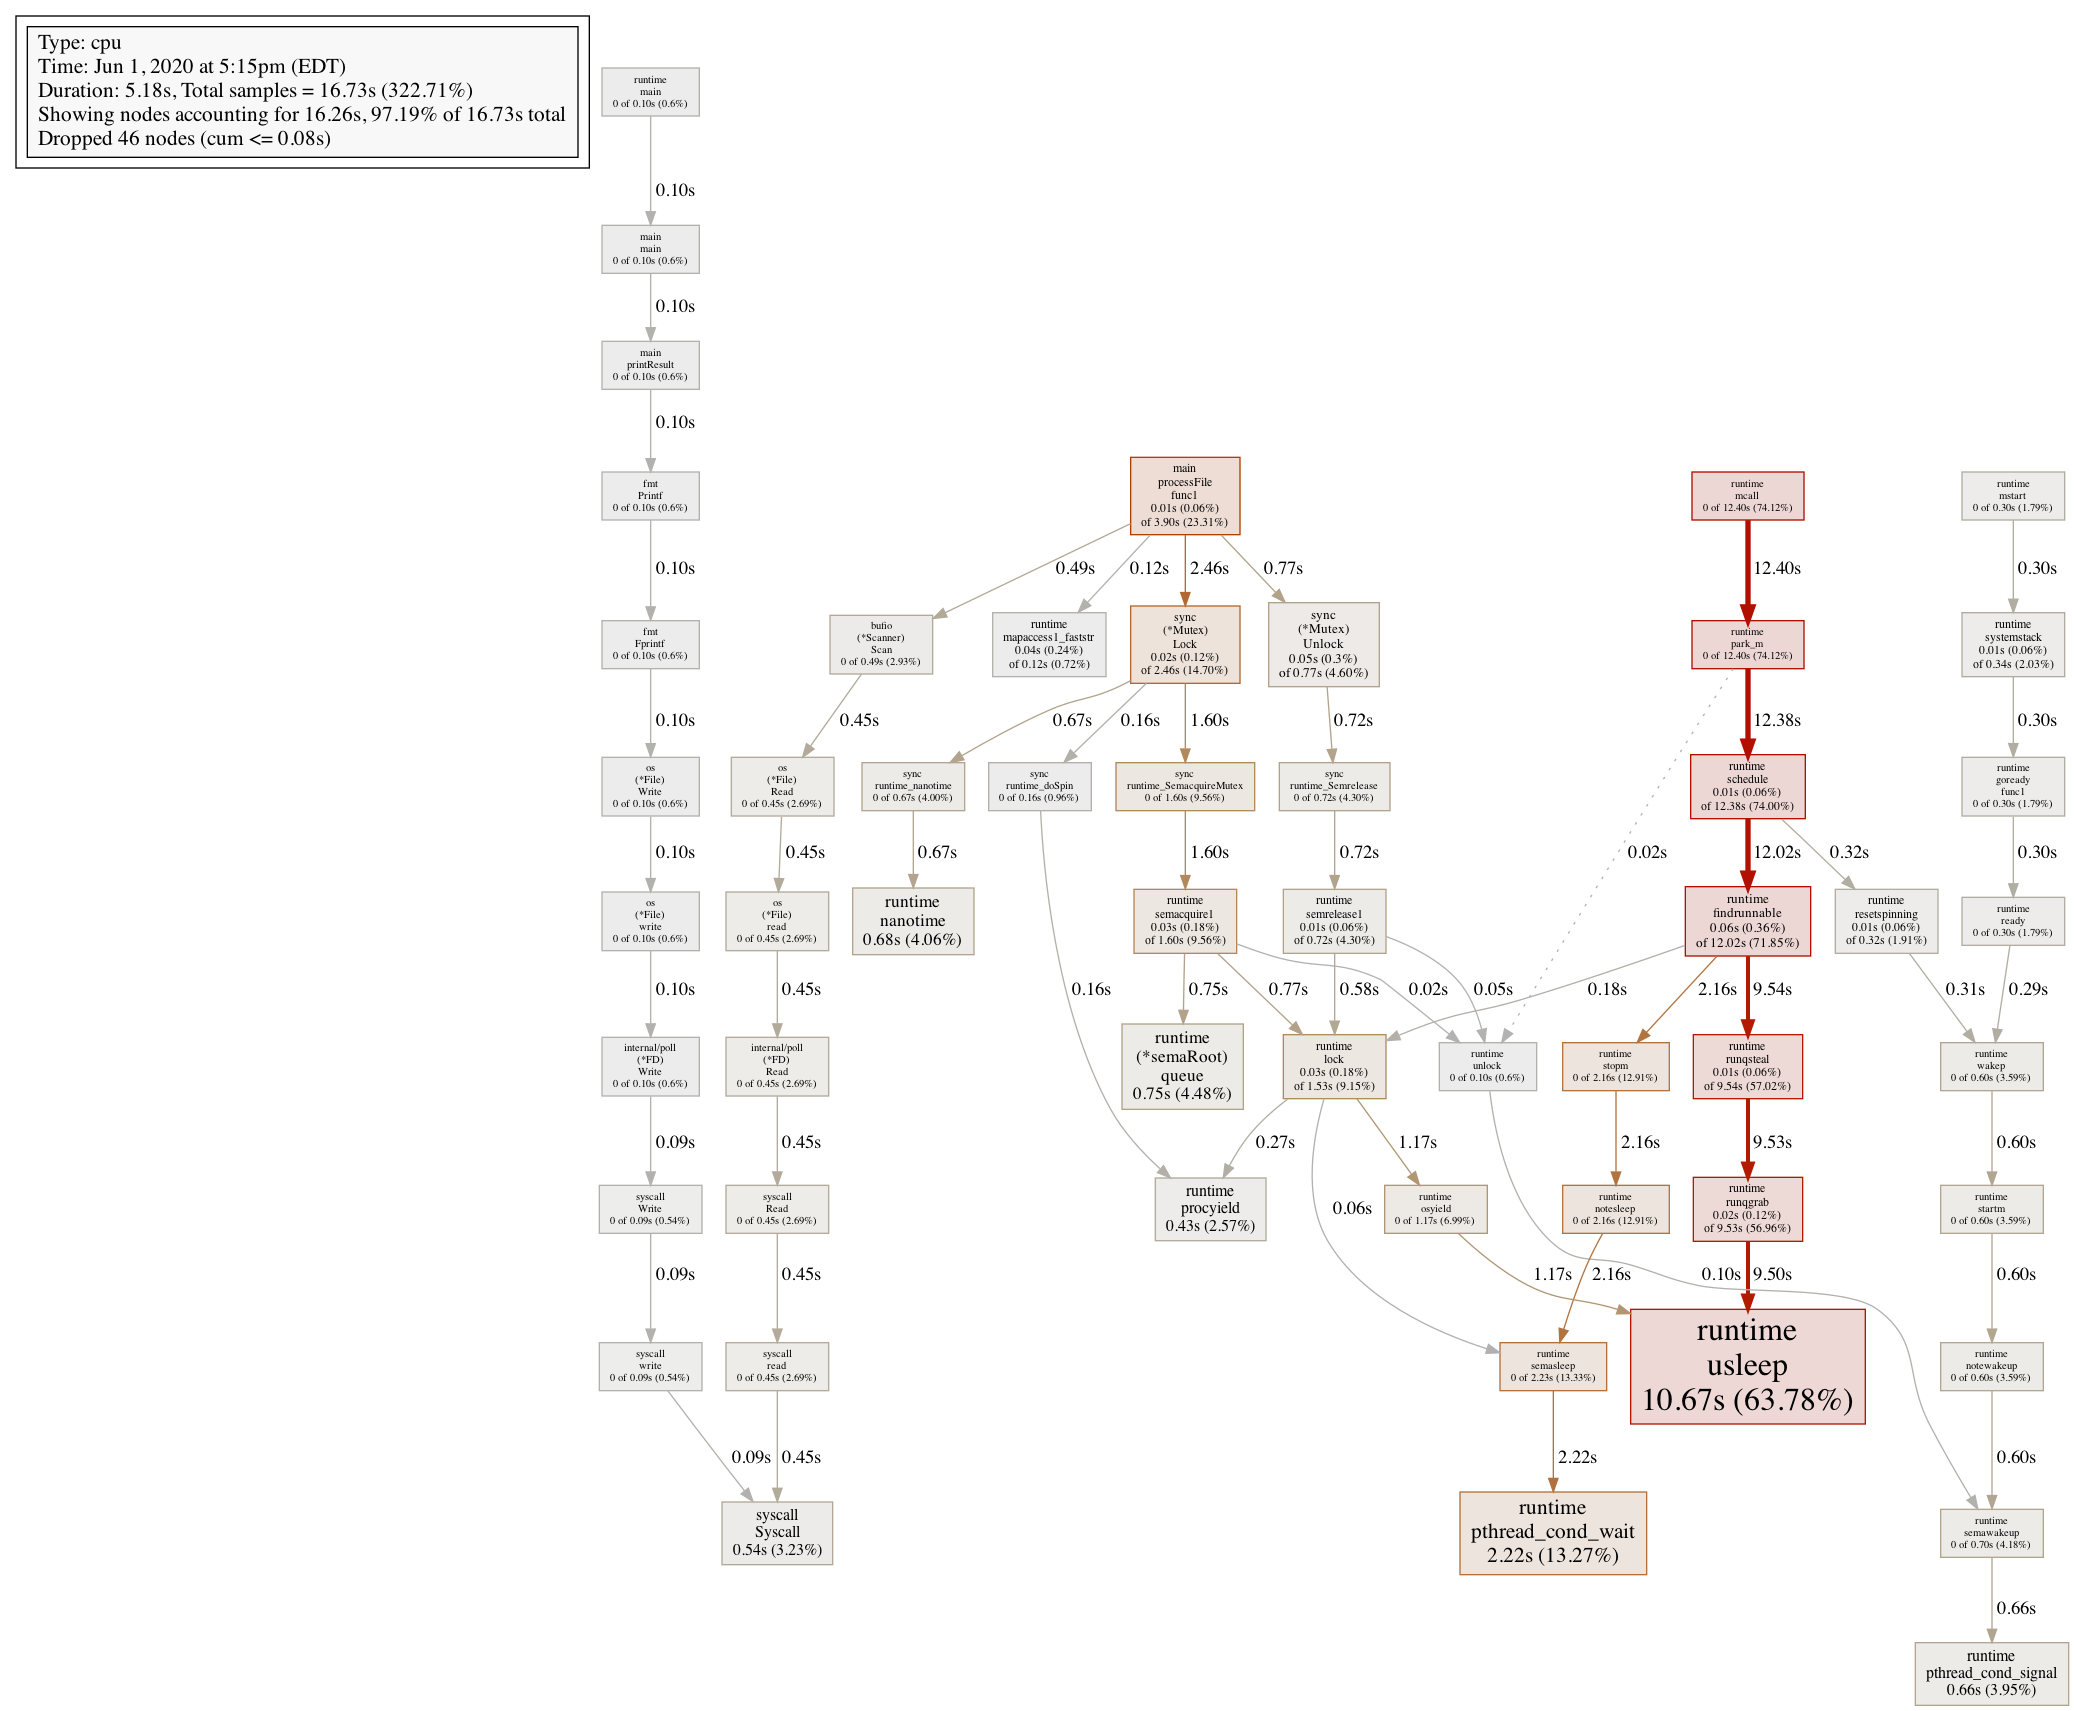 Type: cpu
Time: Jun 1, 2020 at 5:15pm (EDT)
Duration: 5.18s, Total samples = 16.73s (322.71%)
Showing nodes accounting for 16.26s, 97.19% of 16.73s total
Dropped 46 nodes (cum <= 0.08s)
runtime
main
0 of 0.10s (0.6%)
0.10s
main
main
0 of 0.10s (0.6%)
0.10s
main
printResult
0 of 0.10s (0.6%)
0.10s
fmt
Printf
0 of 0.10s (0.6%)
0.10s
fmt
Fprintf
0 of 0.10s (0.6%)
0.10s
os
(*File)
Write
0 of 0.10s (0.6%)
0.10s
os
(*File)
write
0 of 0.10s (0.6%)
0.10s
internal/poll
(*FD)
Write
0 of 0.10s (0.6%)
0.09s
syscall
Write
0 of 0.09s (0.54%)
0.09s
syscall
write
0 of 0.09s (0.54%)
0.09s
main
processFile
func1
0.01s (0.06%)
of 3.90s (23.31%)
0.49s
0.12s
2.46s
0.77s
bufio
(*Scanner)
Scan
0 of 0.49s (2.93%)
0.45s
os
(*File)
Read
0 of 0.45s (2.69%)
0.45s
os
(*File)
read
0 of 0.45s (2.69%)
0.45s
internal/poll
(*FD)
Read
0 of 0.45s (2.69%)
0.45s
syscall
Read
0 of 0.45s (2.69%)
0.45s
syscall
read
0 of 0.45s (2.69%)
0.45s
syscall
Syscall
0.54s (3.23%)
runtime
mapaccess1_faststr
0.04s (0.24%)
of 0.12s (0.72%)
sync
(*Mutex)
Lock
0.02s (0.12%)
of 2.46s (14.70%)
0.67s
0.16s
1.60s
sync
(*Mutex)
Unlock
0.05s (0.3%)
of 0.77s (4.60%)
0.72s
sync
runtime_nanotime
0 of 0.67s (4.00%)
0.67s
runtime
nanotime
0.68s (4.06%)
sync
runtime_doSpin
0 of 0.16s (0.96%)
0.16s
sync
runtime_SemacquireMutex
0 of 1.60s (9.56%)
1.60s
sync
runtime_Semrelease
0 of 0.72s (4.30%)
0.72s
runtime
semacquire1
0.03s (0.18%)
of 1.60s (9.56%)
0.75s
0.77s
0.02s
runtime
semrelease1
0.01s (0.06%)
of 0.72s (4.30%)
0.58s
0.05s
runtime
(*semaRoot)
queue
0.75s (4.48%)
runtime
lock
0.03s (0.18%)
of 1.53s (9.15%)
0.27s
0.06s
1.17s
runtime
unlock
0 of 0.10s (0.6%)
0.10s
runtime
procyield
0.43s (2.57%)
runtime
osyield
0 of 1.17s (6.99%)
1.17s
runtime
mcall
0 of 12.40s (74.12%)
12.40s
runtime
park_m
0 of 12.40s (74.12%)
0.02s
12.38s
runtime
schedule
0.01s (0.06%)
of 12.38s (74.00%)
12.02s
0.32s
runtime
findrunnable
0.06s (0.36%)
of 12.02s (71.85%)
0.18s
2.16s
9.54s
runtime
resetspinning
0.01s (0.06%)
of 0.32s (1.91%)
0.31s
runtime
stopm
0 of 2.16s (12.91%)
2.16s
runtime
notesleep
0 of 2.16s (12.91%)
2.16s
runtime
semasleep
0 of 2.23s (13.33%)
2.22s
runtime
pthread_cond_wait
2.22s (13.27%)
runtime
runqsteal
0.01s (0.06%)
of 9.54s (57.02%)
9.53s
runtime
runqgrab
0.02s (0.12%)
of 9.53s (56.96%)
9.50s
runtime
usleep
10.67s (63.78%)
runtime
mstart
0 of 0.30s (1.79%)
0.30s
runtime
systemstack
0.01s (0.06%)
of 0.34s (2.03%)
0.30s
runtime
goready
func1
0 of 0.30s (1.79%)
0.30s
runtime
ready
0 of 0.30s (1.79%)
0.29s
runtime
wakep
0 of 0.60s (3.59%)
0.60s
runtime
startm
0 of 0.60s (3.59%)
0.60s
runtime
notewakeup
0 of 0.60s (3.59%)
0.60s
runtime
semawakeup
0 of 0.70s (4.18%)
0.66s
runtime
pthread_cond_signal
0.66s (3.95%)